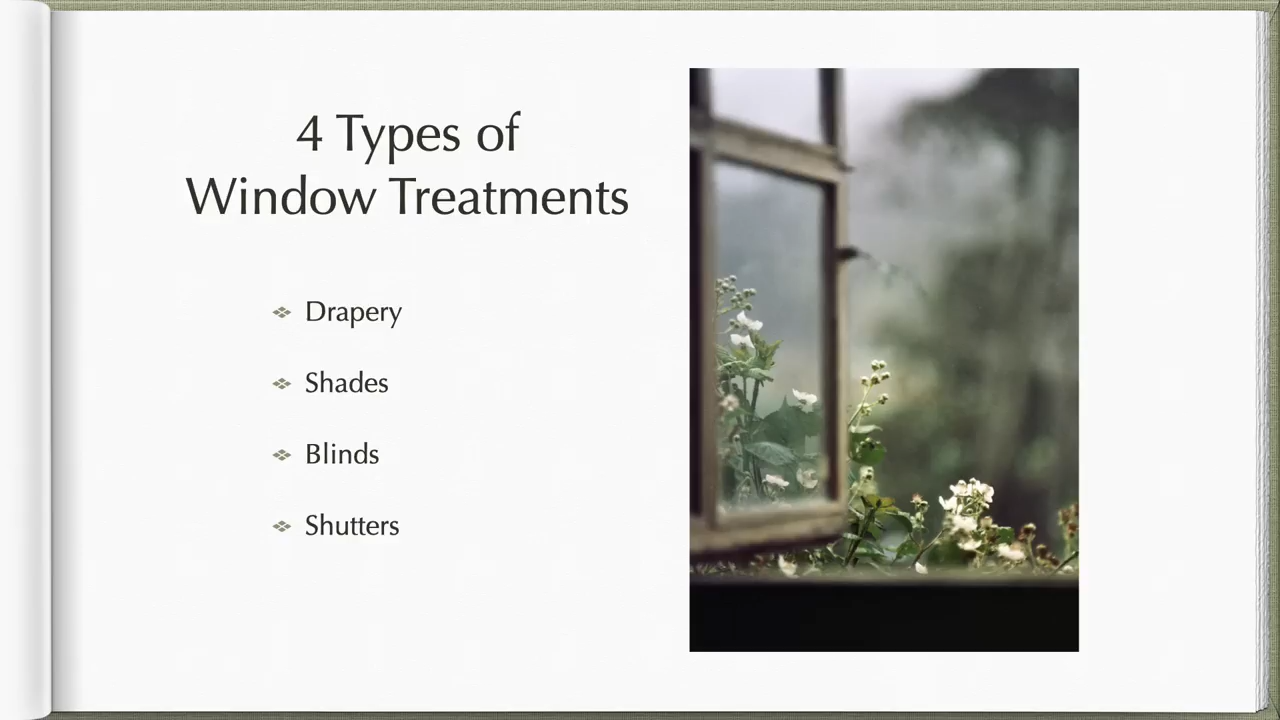 4 Types of
Window Treatments
Drapery
Shades
Blinds
Shutters